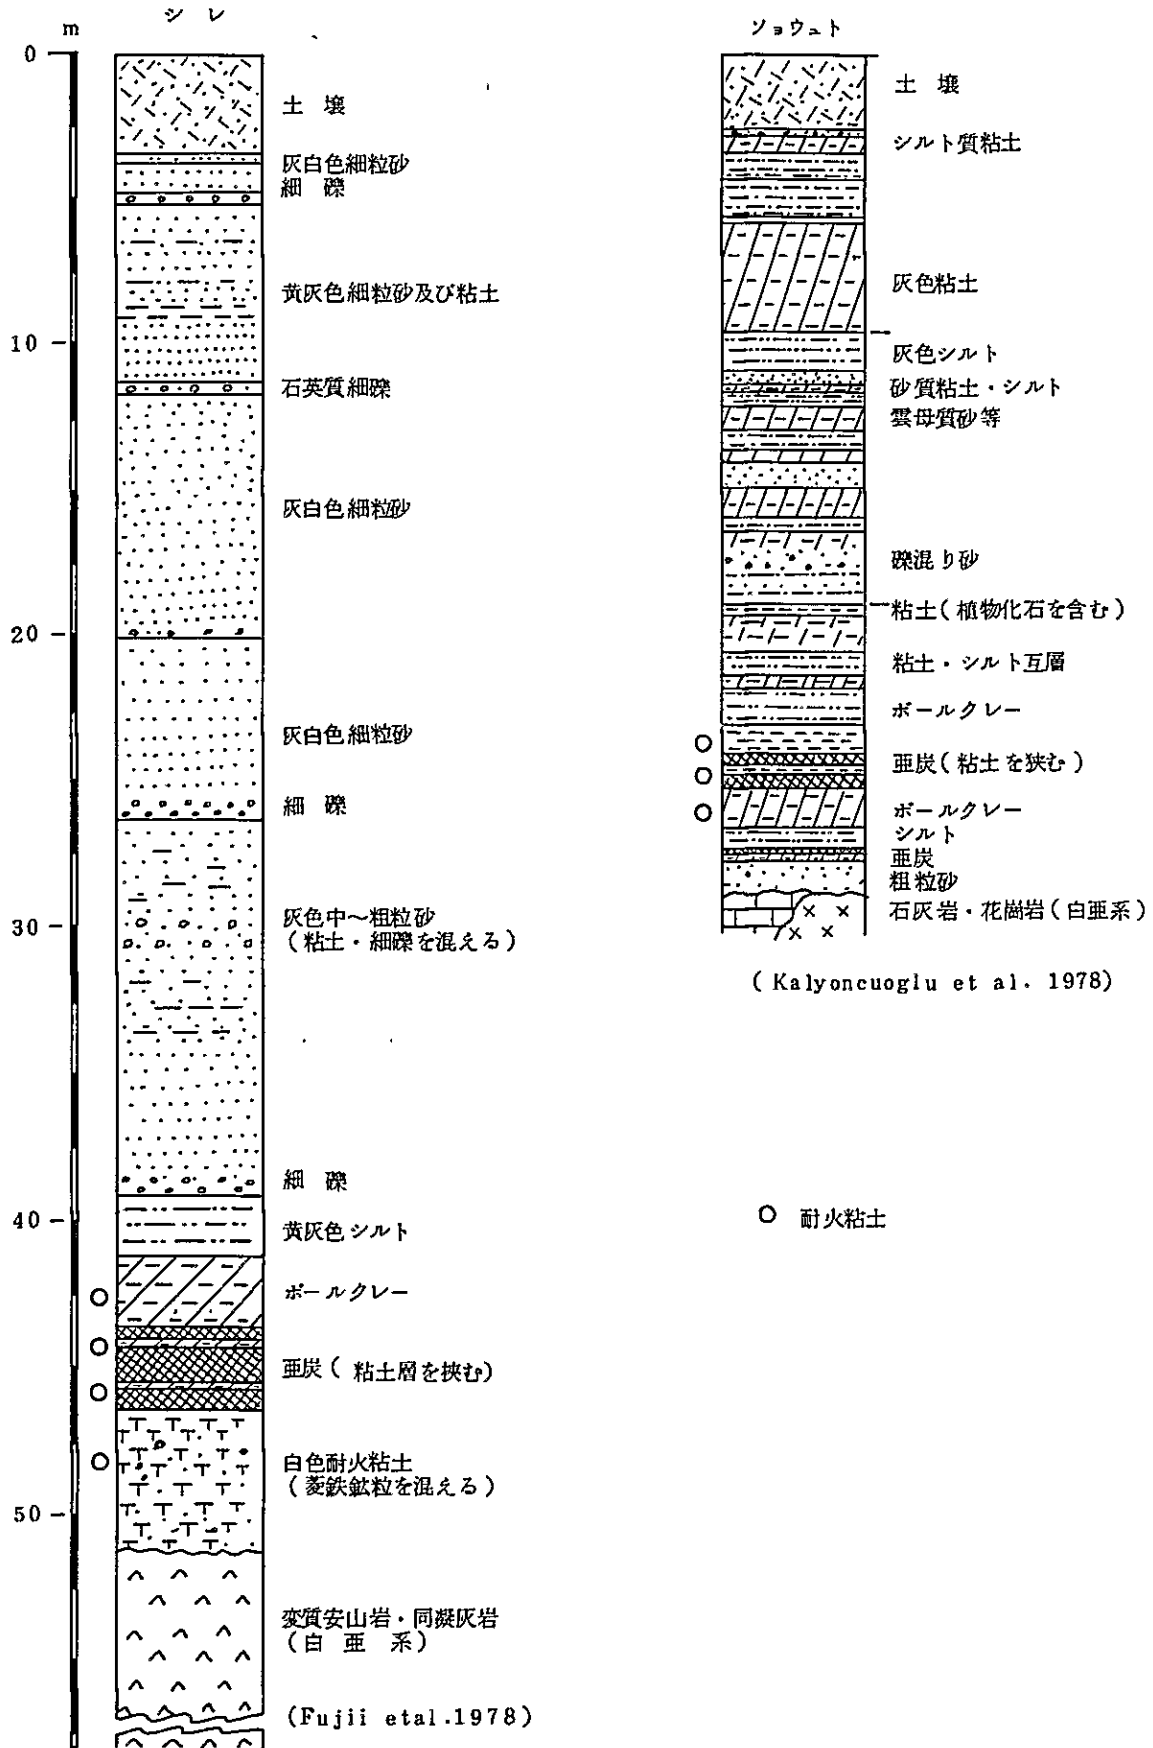 シレ
m
0
土壌
灰白色細粒砂
細礫
黄灰色細粒砂及び粘土
10
石英質細礫
灰白色細粒砂
20
灰白色細粒砂
細礫
灰色中～粗粒砂
30
(粘土・細礫を混える)
細礫
40
黄灰色シルト
ボールクレー
亜炭(粘土層を挟む)
白色耐火粘土
(菱鉄鉱粒を混える)
50
変質安山岩・同凝灰岩
(白亜系)
(Fujii etal.1978)
ソョウュト
土壌
シルト質粘土
灰色粘土
灰色シルト
砂質粘土・シルト
雲母質砂等
礫混り砂
粘土(植物化石を含む)
粘土・シルト互層
ボールクレー
亜炭(粘土を狭む)
ボールクレー
シルト
亜炭
粗粒砂
石灰岩・花崗岩(白亜系)
(Kalyoncuoglu et al. 1978)
耐火粘土